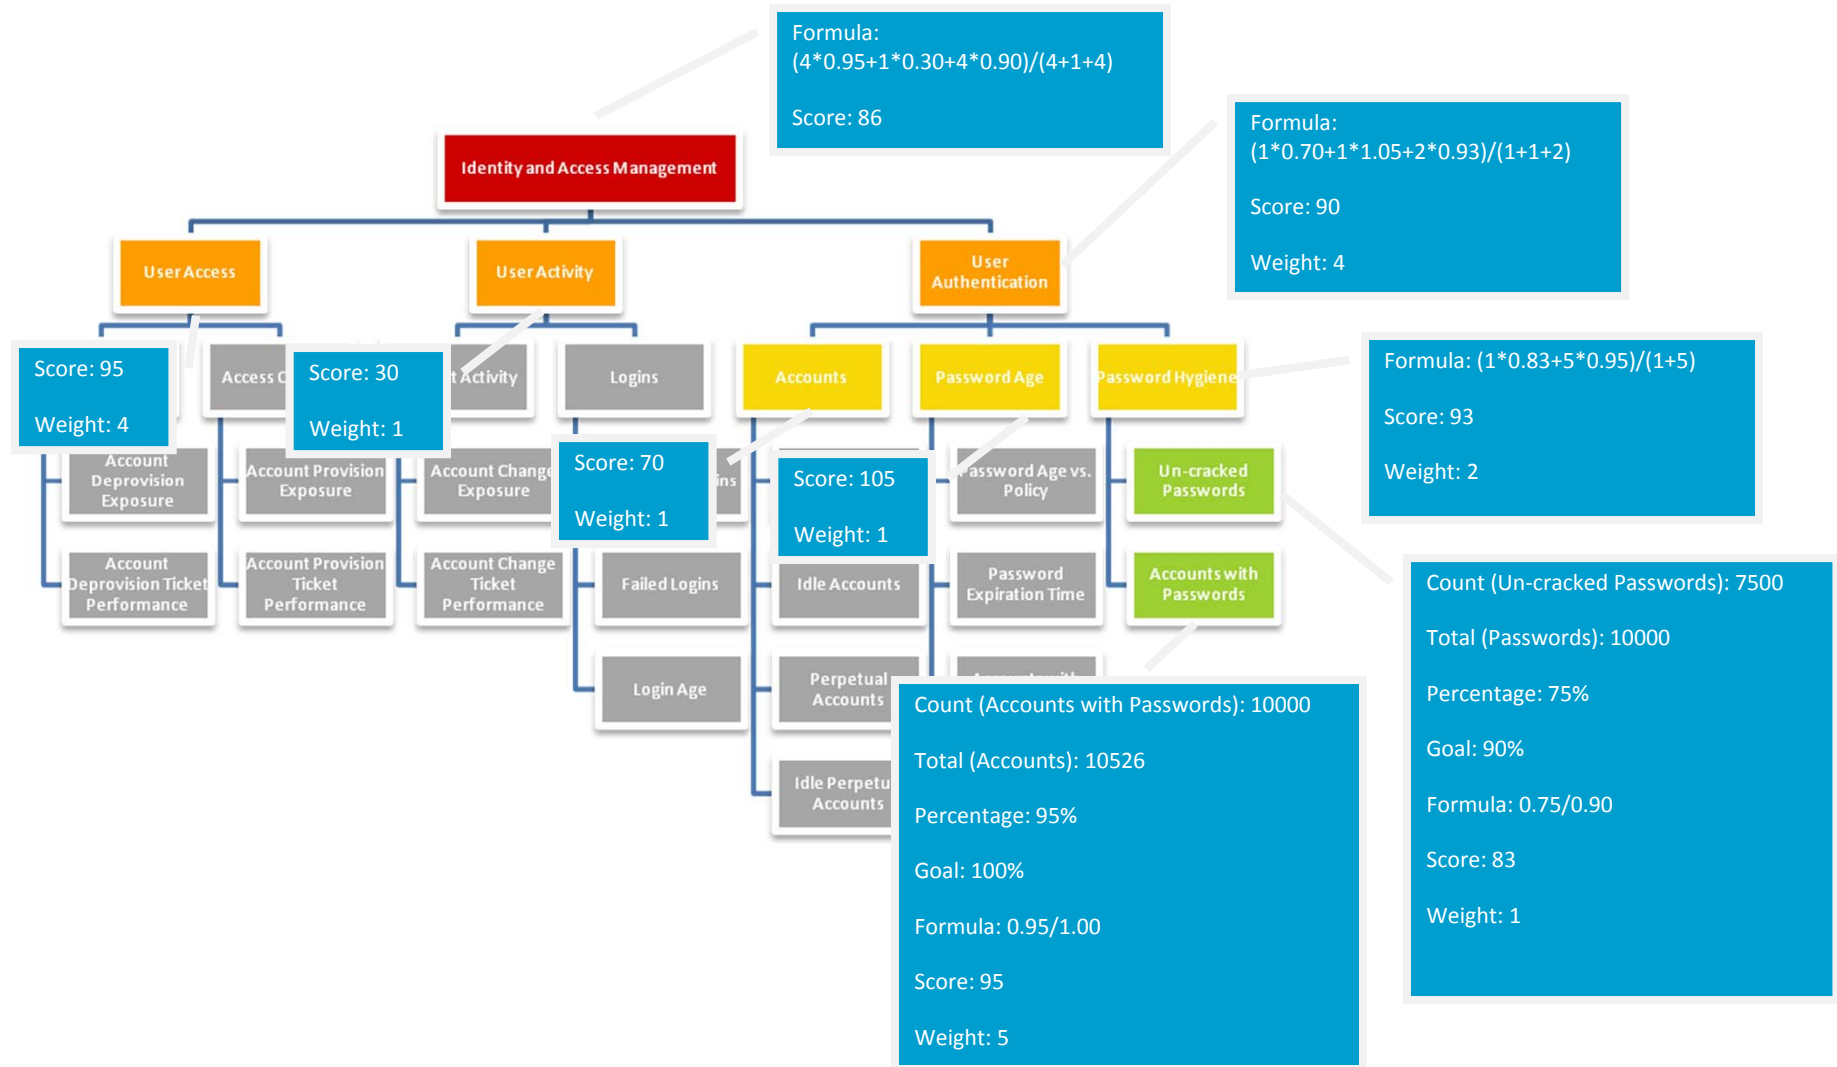 Formula:
(4*0.95+1*0.30+4*0.90)/(4+1+4)
Score: 86
Formula:
(1*0.70+1*1.05+2*0.93)/(1+1+2)
Score: 90
Weight: 4
Identity and Access Management
User Access
User Activity
User
Authentication
Score: 95
Weight: 4
Access
Score: 30
Weight: 1
Activity
Logins
Accounts
Password Age
Password Hygiene
Formula: (1*0.83+5*0.95)/(1+5)
Score: 93
Weight: 2
Account
Deprovision
Exposure
Account Provision
Exposure
Account Change
Exposure
Score: 70
Weight: 1
Score: 105
Weight: 1
Password Age vs.
Policy
Un-cracked
Passwords
Account
Deprovision Ticket
Performance
Account Provision
Ticket
Performance
Account Change
Ticket
Performance
Failed Logins
Idle Accounts
Password
Expiration Time
Accounts with
Passwords
Count (Un-cracked Passwords): 7500
Total (Passwords): 10000
Percentage: 75%
Goal: 90%
Formula: 0.75/0.90
Score: 83
Weight: 1
Login Age
Perpetual
Accounts
Idle Perpetu
Accounts
Count (Accounts with Passwords): 10000
Total (Accounts): 10526
Percentage: 95%
Goal: 100%
Formula: 0.95/1.00
Score: 95
Weight: 5